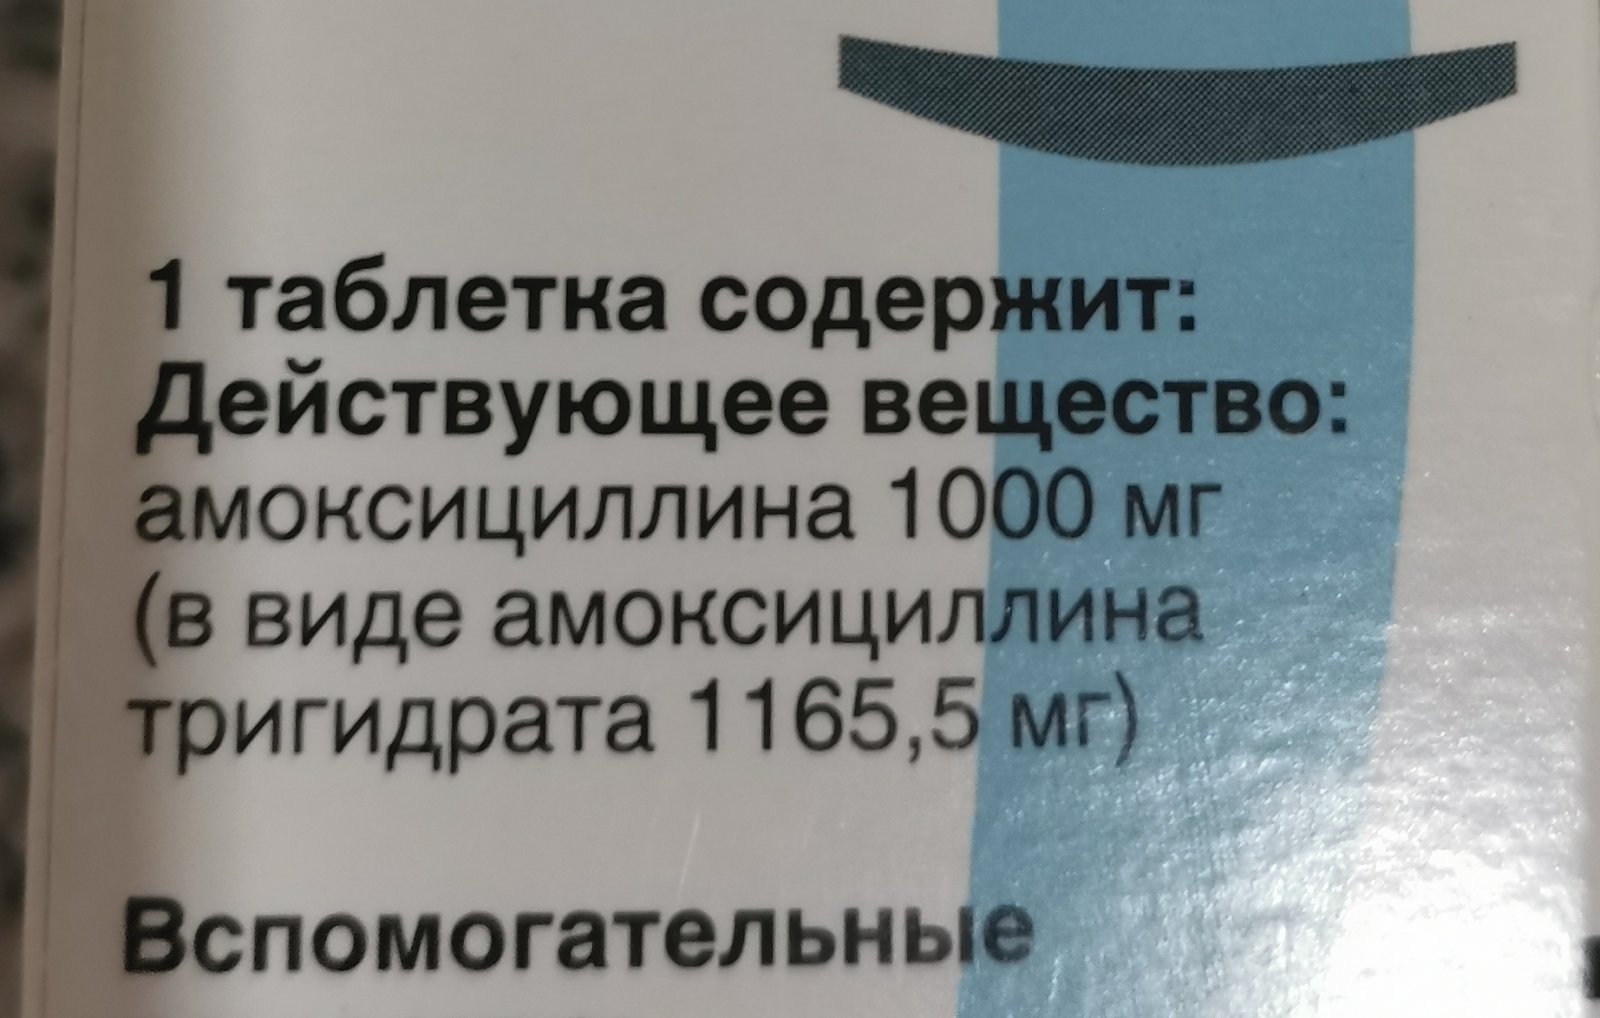 1 таблетка содержит:
Действующее вещество:
амоксициллина 1000 мг
(в виде амоксициллина
тригидрата 1165,5 мг)
Вспомогательные